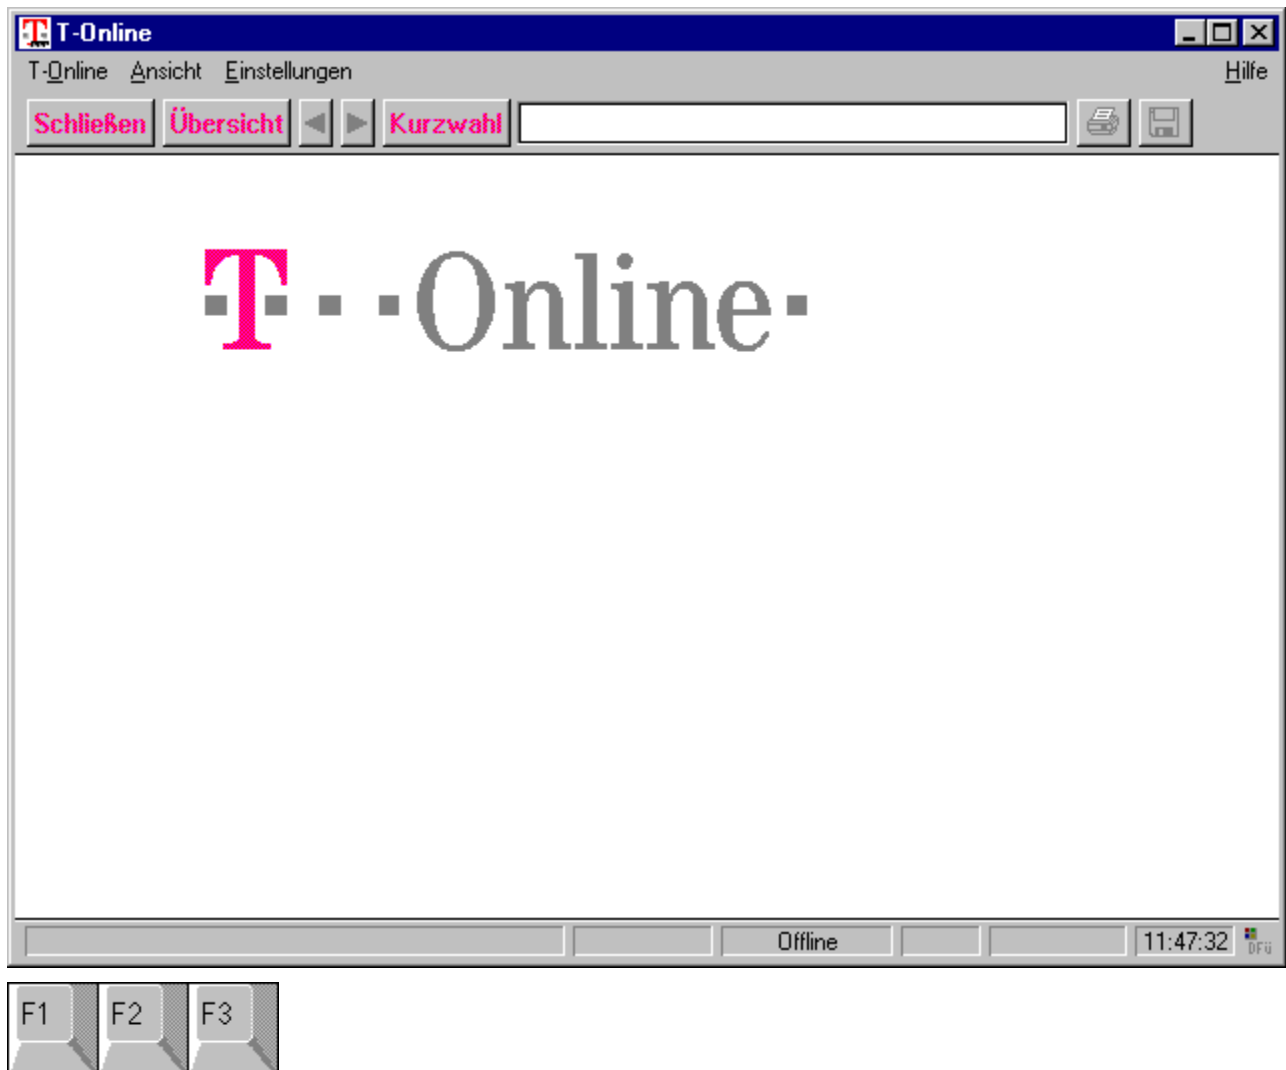 T-Online
T-Online Ansicht Einstellungen Hilfe
Schließen Übersicht Kurzwahl
T Online
Offline 11:47:32 DFÜ
F1 F2 F3